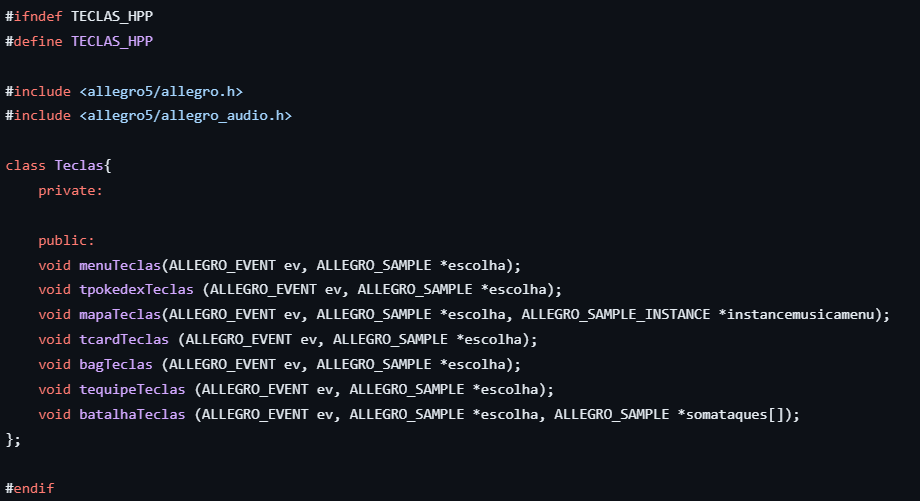 #ifndef TECLAS_HPP
#define TECLAS_HPP
#include <allegro5/allegro.h>
#include <allegro5/allegro_audio.h>
class Teclas{
private:
public:
void menuTeclas(ALLEGRO_EVENT ev, ALLEGRO_SAMPLE *escolha);
void tpokedexTeclas (ALLEGRO_EVENT ev, ALLEGRO_SAMPLE *escolha);
void mapaTeclas(ALLEGRO_EVENT ev, ALLEGRO_SAMPLE *escolha, ALLEGRO_SAMPLE_INSTANCE *instancemusicamenu);
void tcardTeclas (ALLEGRO_EVENT ev, ALLEGRO_SAMPLE *escolha);
void bagTeclas (ALLEGRO_EVENT ev, ALLEGRO_SAMPLE *escolha);
void tequipeTeclas (ALLEGRO_EVENT ev, ALLEGRO_SAMPLE *escolha);
void batalhaTeclas (ALLEGRO_EVENT ev, ALLEGRO_SAMPLE *escolha, ALLEGRO_SAMPLE *somataques[]);
};
#endif